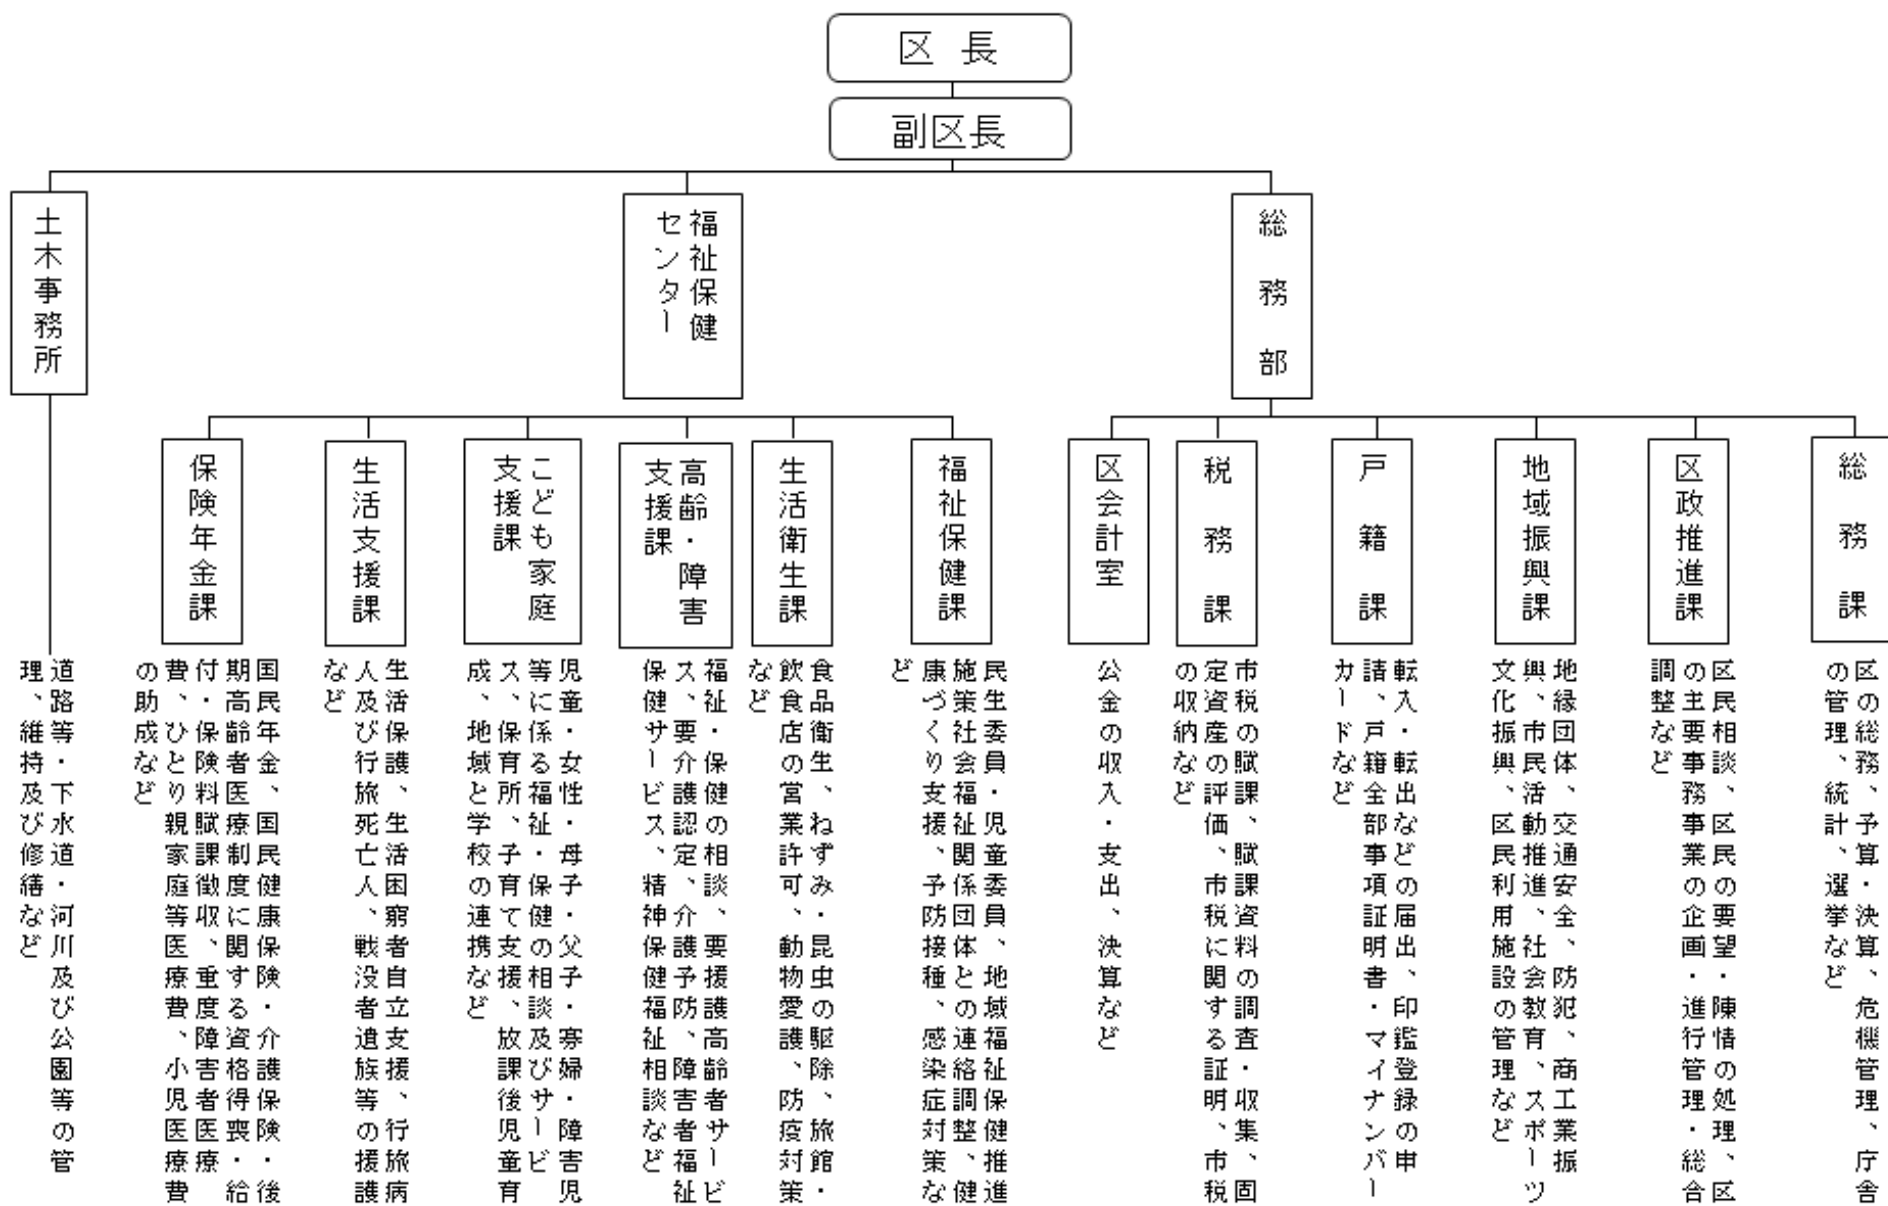 区長
副区長
総務部
福祉保健
センター
土木事務所
総務課
区政推進課
地域振興課
戸籍課
税務課
区会計室
福祉保健課
生活衛生課
高齢・障害
支援課
こども家庭
支援課
生活支援課
保険年金課
区の総務、予算・決算、危機管理、庁舎
の管理、統計、選挙など
区民相談、区民の要望・陳情の処理、区
の主要事務事業の企画・進行管理・総合
調整など
地縁団体、交通安全、防犯、商工業振
興、市民活動推進、社会教育、スポーツ
文化振興、区民利用施設の管理など
転入・転出などの届出、印鑑登録の申
請、戸籍全部事項証明書・マイナンバー
カードなど
市税の賦課、賦課資料の調査・収集、固
定資産の評価、市税に関する証明、市税
の収納など
公金の収入・支出、決算など
民生委員・児童委員、地域福祉保健推進
施策社会福祉関係団体との連絡調整、健
康づくり支援、予防接種、感染症対策な
ど
食品衛生、ねずみ・昆虫の駆除、旅館・
飲食店の営業許可、動物愛護、防疫対策
など
福祉・保健の相談、要援護高齢者サービ
ス、要介護認定、介護予防、障害者福祉
保健サービス、精神保健福祉相談など
児童・女性・母子・父子・寡婦・障害児
等に係る福祉・保健の相談及びサービ
ス、保育所、子育て支援、放課後児童育
成、地域と学校の連携など
生活保護、生活困窮者自立支援、行旅病
人及び行旅死亡人、戦没者遺族等の援護
など
国民年金、国民健康保険・介護保険・後
期高齢者医療制度に関する資格得喪・給
付・保険料賦課徴収、重度障害者医療
費、ひとり親家庭等医療費、小児医療費
の助成など
道路等・下水道・河川及び公園等の管
理、維持及び修繕など